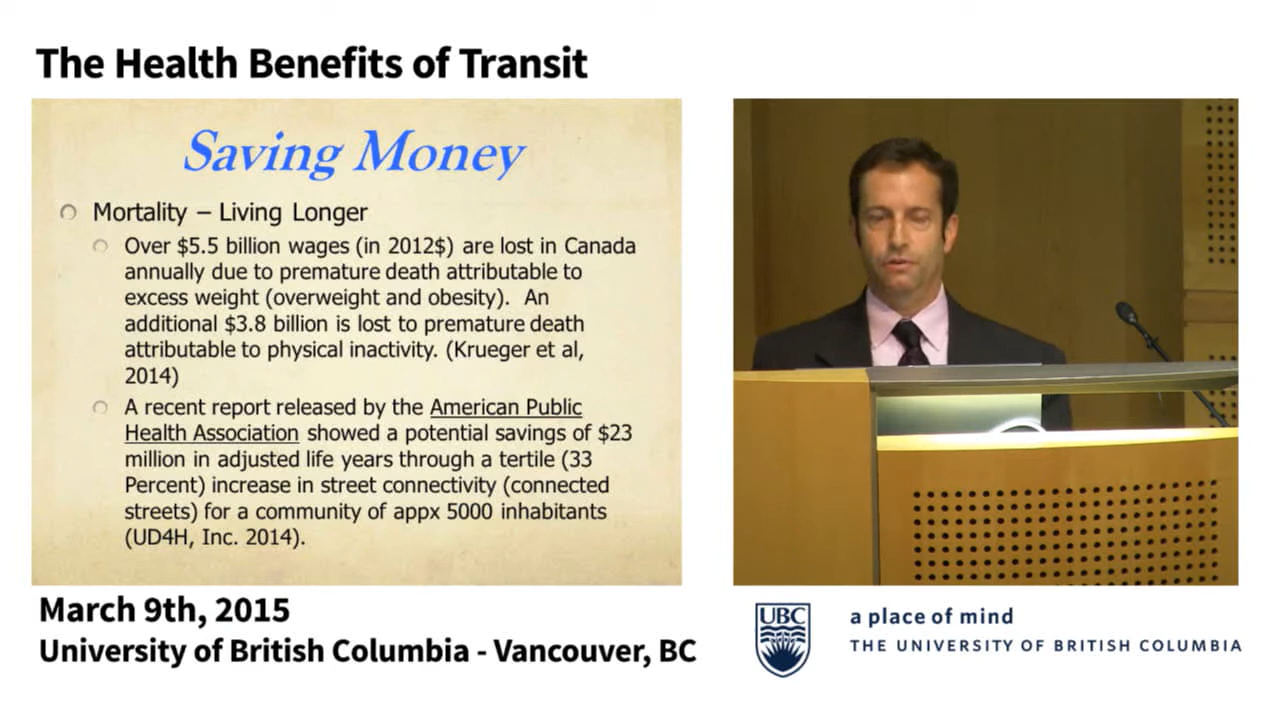 The Health Benefits of Transit
Saving Money
Mortality – Living Longer
Over $5.5 billion wages (in 2012$) are lost in Canada
annually due to premature death attributable to
excess weight (overweight and obesity).  An
additional $3.8 billion is lost to premature death
attributable to physical inactivity. (Krueger et al,
2014)
A recent report released by the American Public
Health Association showed a potential savings of $23
million in adjusted life years through a tertile (33
Percent) increase in street connectivity (connected
streets) for a community of appx 5000 inhabitants
(UD4H, Inc. 2014).
March 9th, 2015
University of British Columbia - Vancouver, BC
UBC
a place of mind
THE UNIVERSITY OF BRITISH COLUMBIA